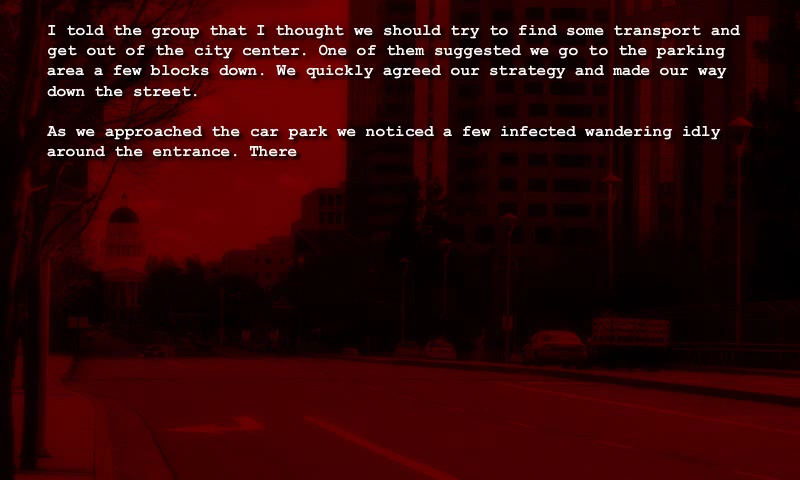 I told the group that I thought we should try to find some transport and
get out of the city center. One of them suggested we go to the parking
area a few blocks down. We quickly agreed our strategy and made our way
down the street.
As we approached the car park we noticed a few infected wandering idly
around the entrance. There